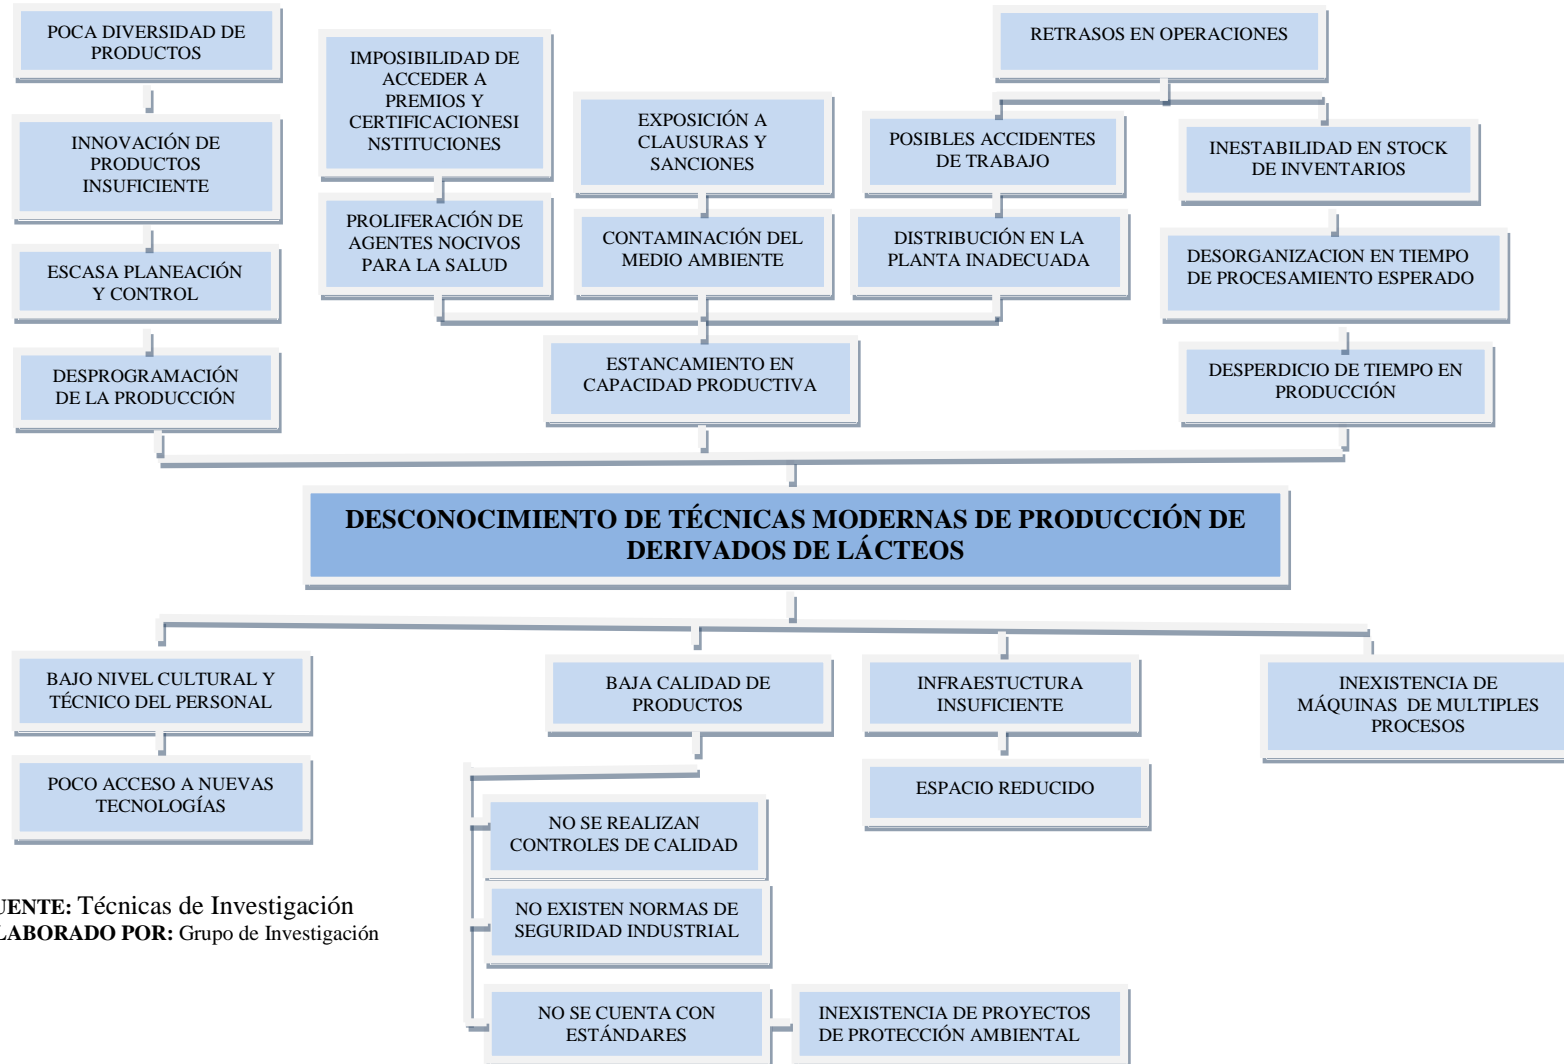 POCA DIVERSIDAD DE
PRODUCTOS
IMPOSIBILIDAD DE
ACCEDER A
PREMIOS Y
CERTIFICACIONESI
NSTITUCIONES
RETRASOS EN OPERACIONES
INNOVACIÓN DE
PRODUCTOS
INSUFICIENTE
EXPOSICIÓN A
CLAUSURAS Y
SANCIONES
POSIBLES ACCIDENTES
DE TRABAJO
INESTABILIDAD EN STOCK
DE INVENTARIOS
ESCASA PLANEACIÓN
Y CONTROL
PROLIFERACIÓN DE
AGENTES NOCIVOS
PARA LA SALUD
CONTAMINACIÓN DEL
MEDIO AMBIENTE
DISTRIBUCIÓN EN LA
PLANTA INADECUADA
DESORGANIZACION EN TIEMPO
DE PROCESAMIENTO ESPERADO
DESPROGRAMACIÓN
DE LA PRODUCCIÓN
ESTANCAMIENTO EN
CAPACIDAD PRODUCTIVA
DESPERDICIO DE TIEMPO EN
PRODUCCIÓN
DESCONOCIMIENTO DE TÉCNICAS MODERNAS DE PRODUCCIÓN DE
DERIVADOS DE LÁCTEOS
BAJO NIVEL CULTURAL Y
TÉCNICO DEL PERSONAL
BAJA CALIDAD DE
PRODUCTOS
INFRAESTUCTURA
INSUFICIENTE
INEXISTENCIA DE
MÁQUINAS DE MULTIPLES
PROCESOS
POCO ACCESO A NUEVAS
TECNOLOGÍAS
ESPACIO REDUCIDO
NO SE REALIZAN
CONTROLES DE CALIDAD
NO EXISTEN NORMAS DE
SEGURIDAD INDUSTRIAL
NO SE CUENTA CON
ESTÁNDARES
INEXISTENCIA DE PROYECTOS
DE PROTECCIÓN AMBIENTAL
UENTE: Técnicas de Investigación
LABORADO POR: Grupo de Investigación